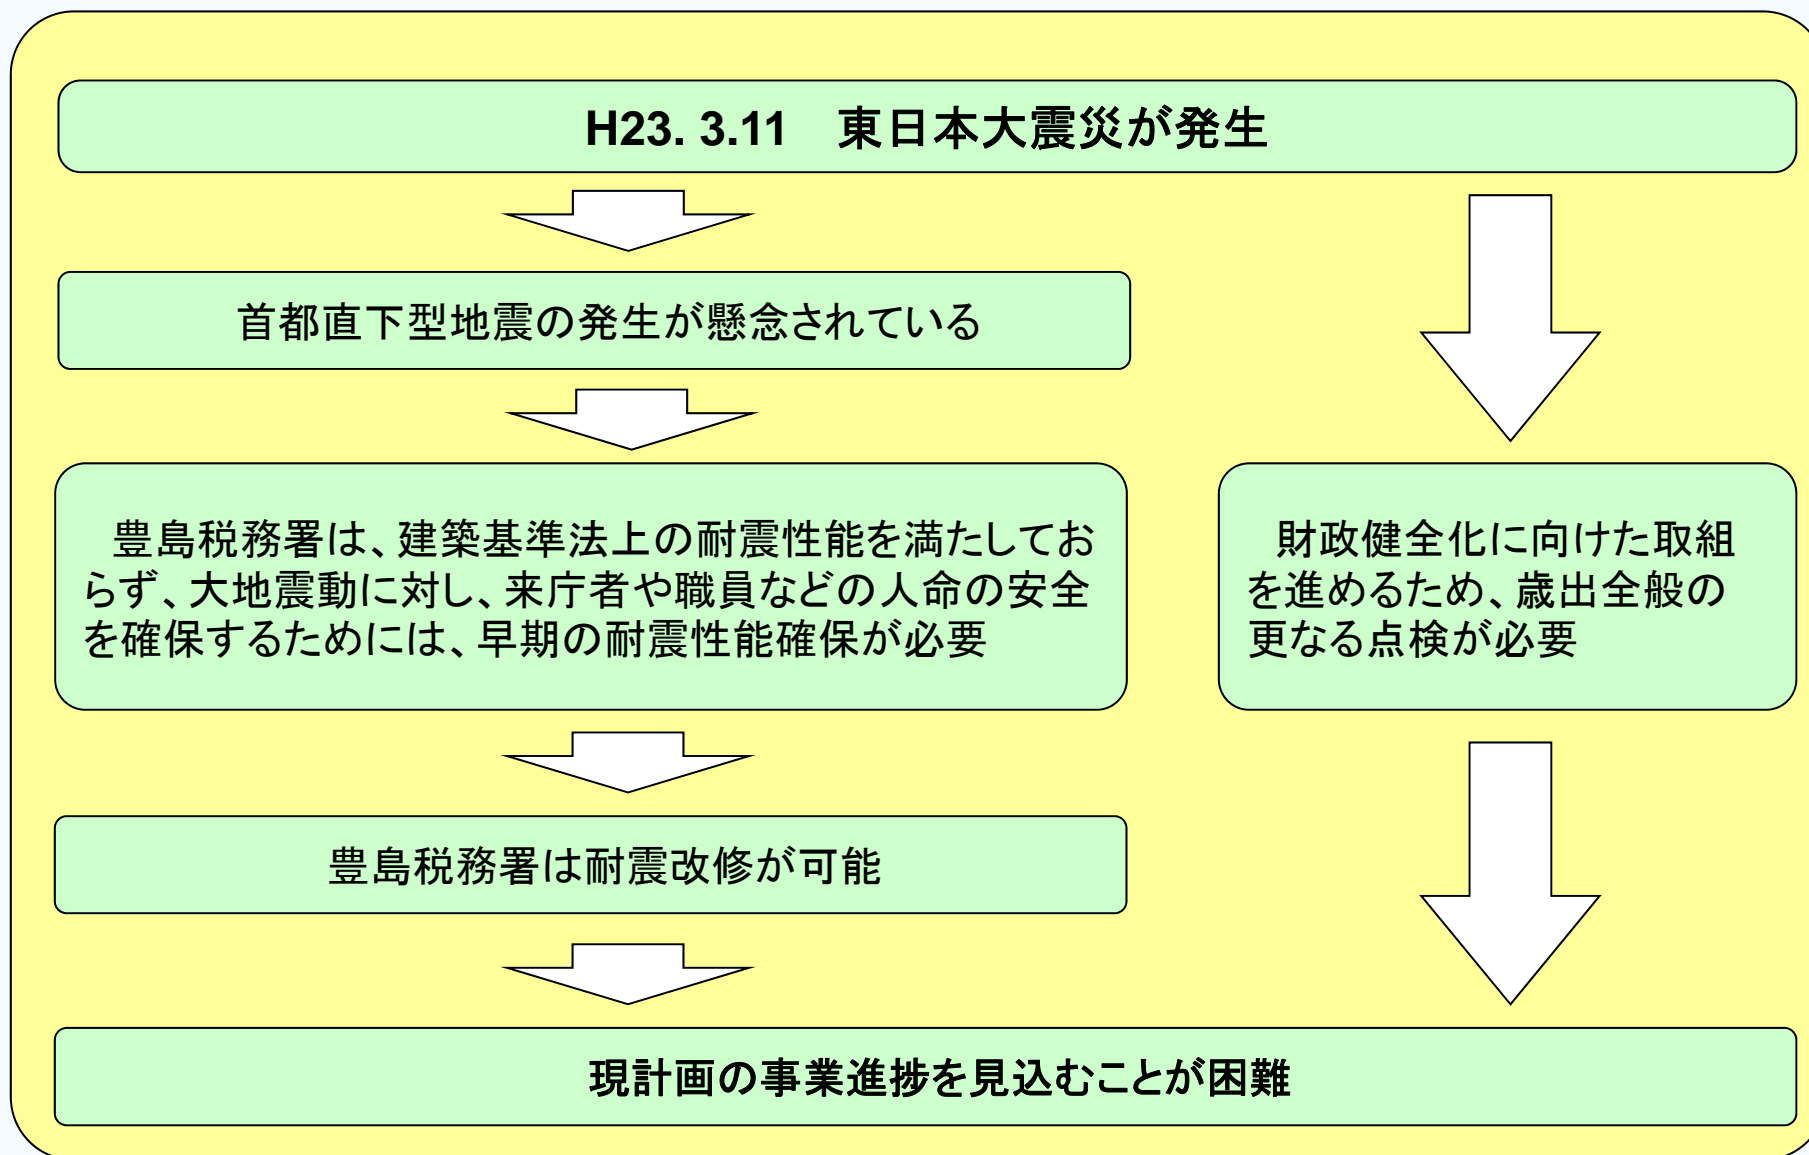 H23. 3.11　東日本大震災が発生
首都直下型地震の発生が懸念されている
豊島税務署は、建築基準法上の耐震性能を満たしてお
らず、大地震動に対し、来庁者や職員などの人命の安全
を確保するためには、早期の耐震性能確保が必要
財政健全化に向けた取組
を進めるため、歳出全般の
更なる点検が必要
豊島税務署は耐震改修が可能
現計画の事業進捗を見込むことが困難